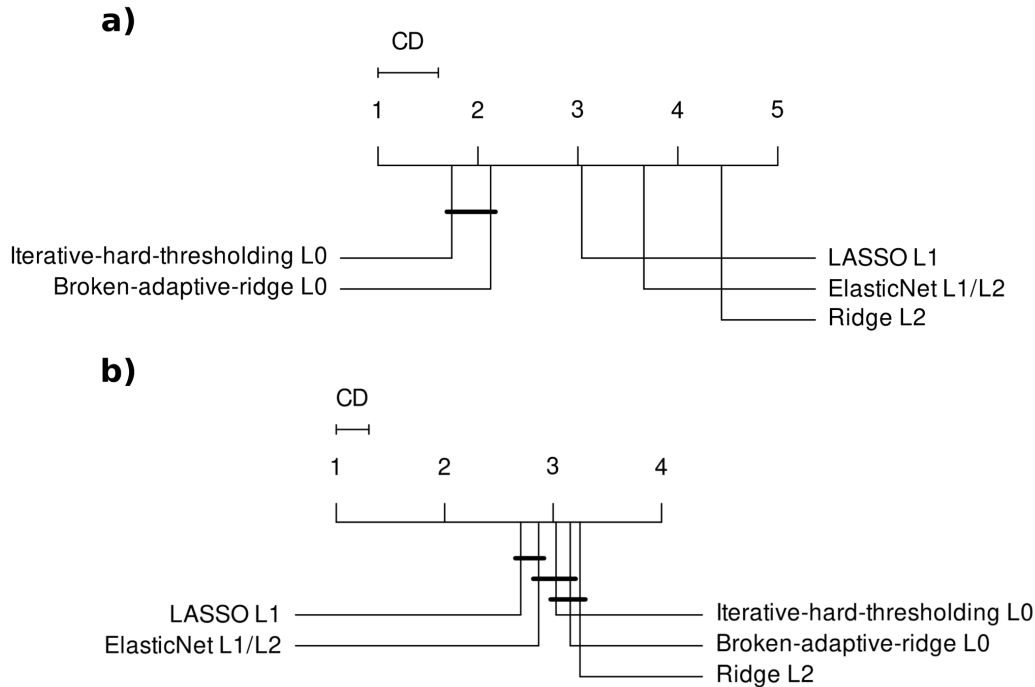 a)
CD
1 2 3 4 5
Iterative-hard-thresholding L0 LASSO L1
Broken-adaptive-ridge L0 ElasticNet L1/L2
Ridge L2
b)
CD
1 2 3 4
LASSO L1 Iterative-hard-thresholding L0
ElasticNet L1/L2 Broken-adaptive-ridge L0
Ridge L2